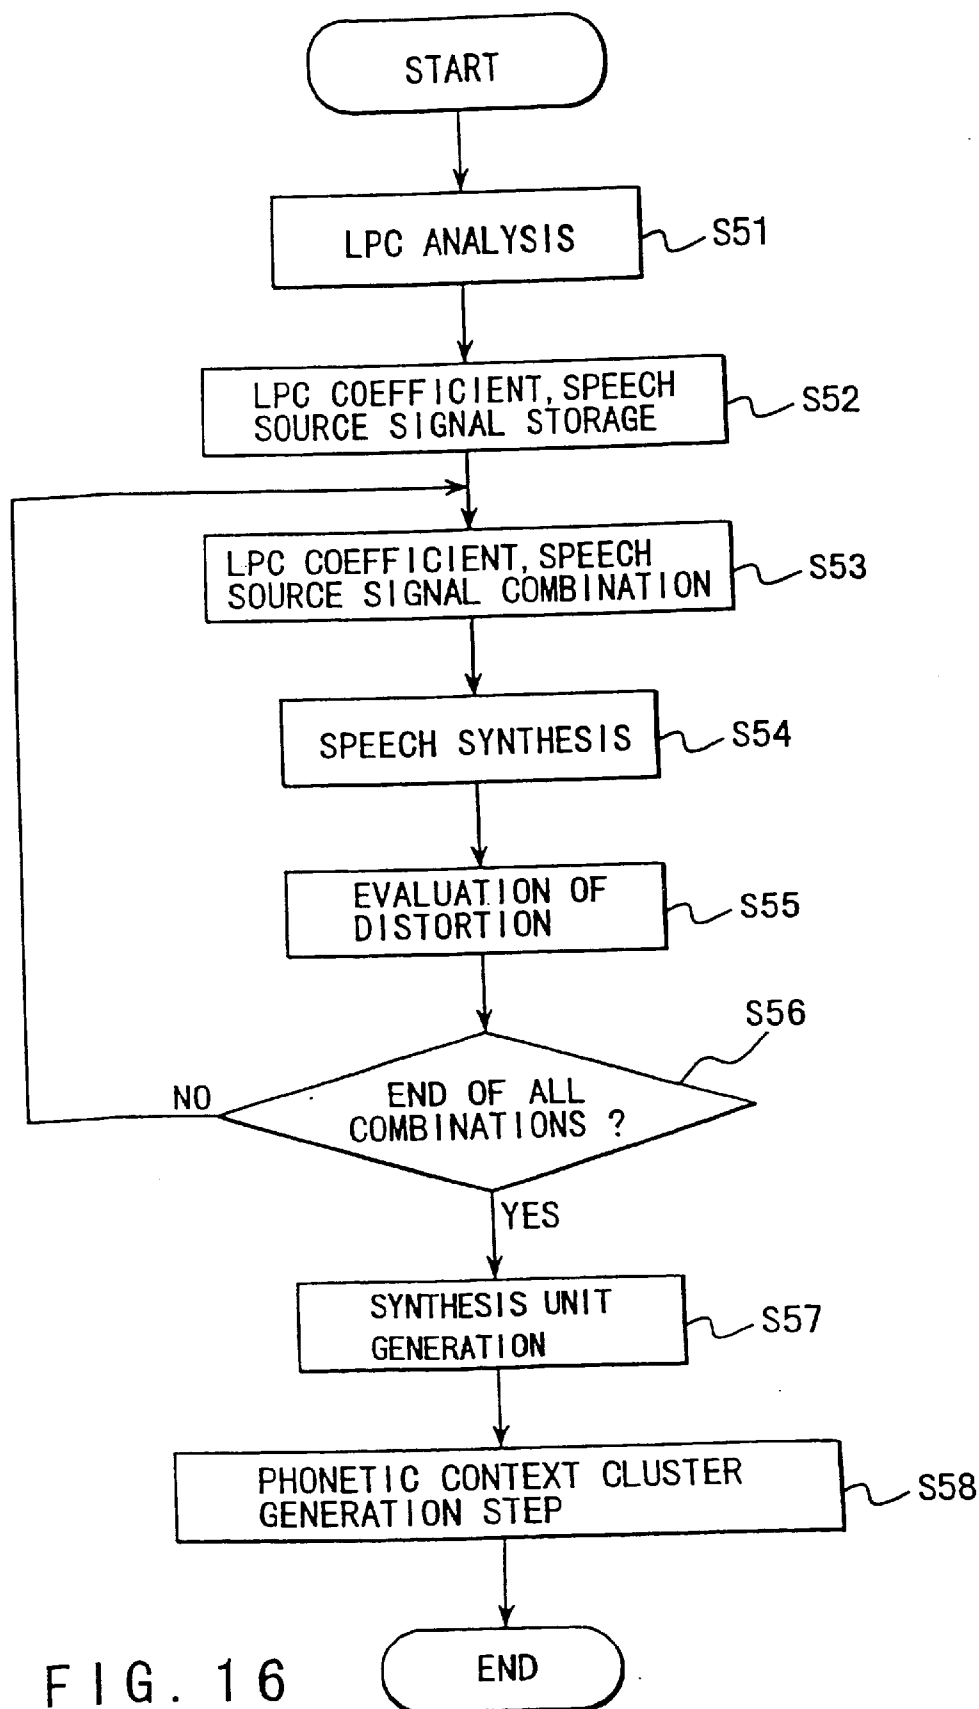 START
LPC ANALYSIS
S51
LPC COEFFICIENT, SPEECH
SOURCE SIGNAL STORAGE
S52
LPC COEFFICIENT, SPEECH
SOURCE SIGNAL COMBINATION
S53
SPEECH SYNTHESIS
S54
EVALUATION OF
DISTORTION
S55
S56
END OF ALL
COMBINATIONS ?
NO
YES
SYNTHESIS UNIT
GENERATION
S57
PHONETIC CONTEXT CLUSTER
GENERATION STEP
S58
END
FIG. 16